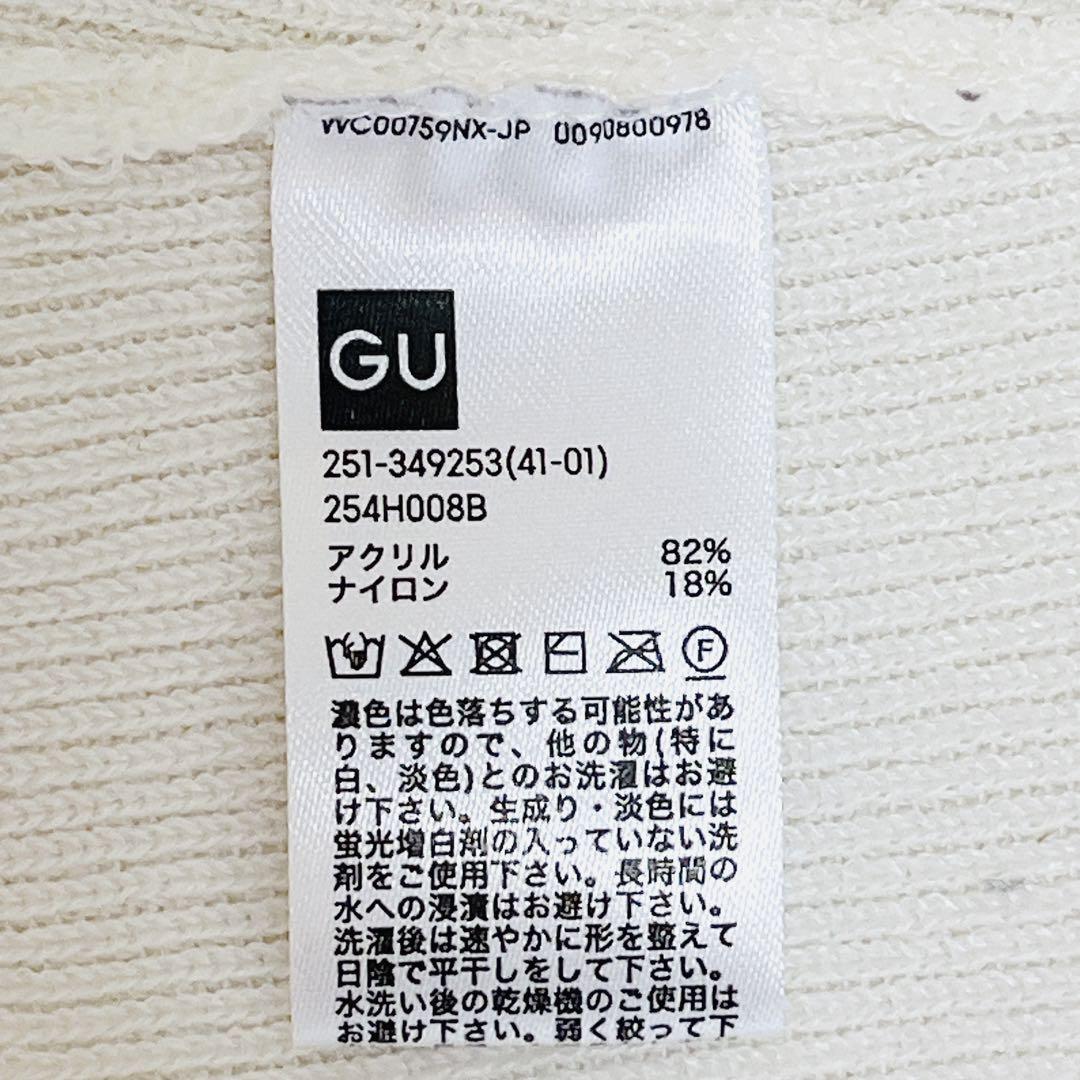 WC00759NX-JP 0090800978
GU
251-349253(41-01)
254H008B
アクリル 82%
ナイロン 18%
F
濃色は色落ちする可能性があ
りますので、他の物(特に
白、淡色)とのお洗濯はお避
け下さい。生成り・淡色には
蛍光増白剤の入っていない洗
剤をご使用下さい。長時間の
水への浸漬はお避け下さい。
洗濯後は速やかに形を整えて
日陰で平干しをして下さい。
水洗い後の乾燥機のご使用は
お避け下さい。弱く絞って下